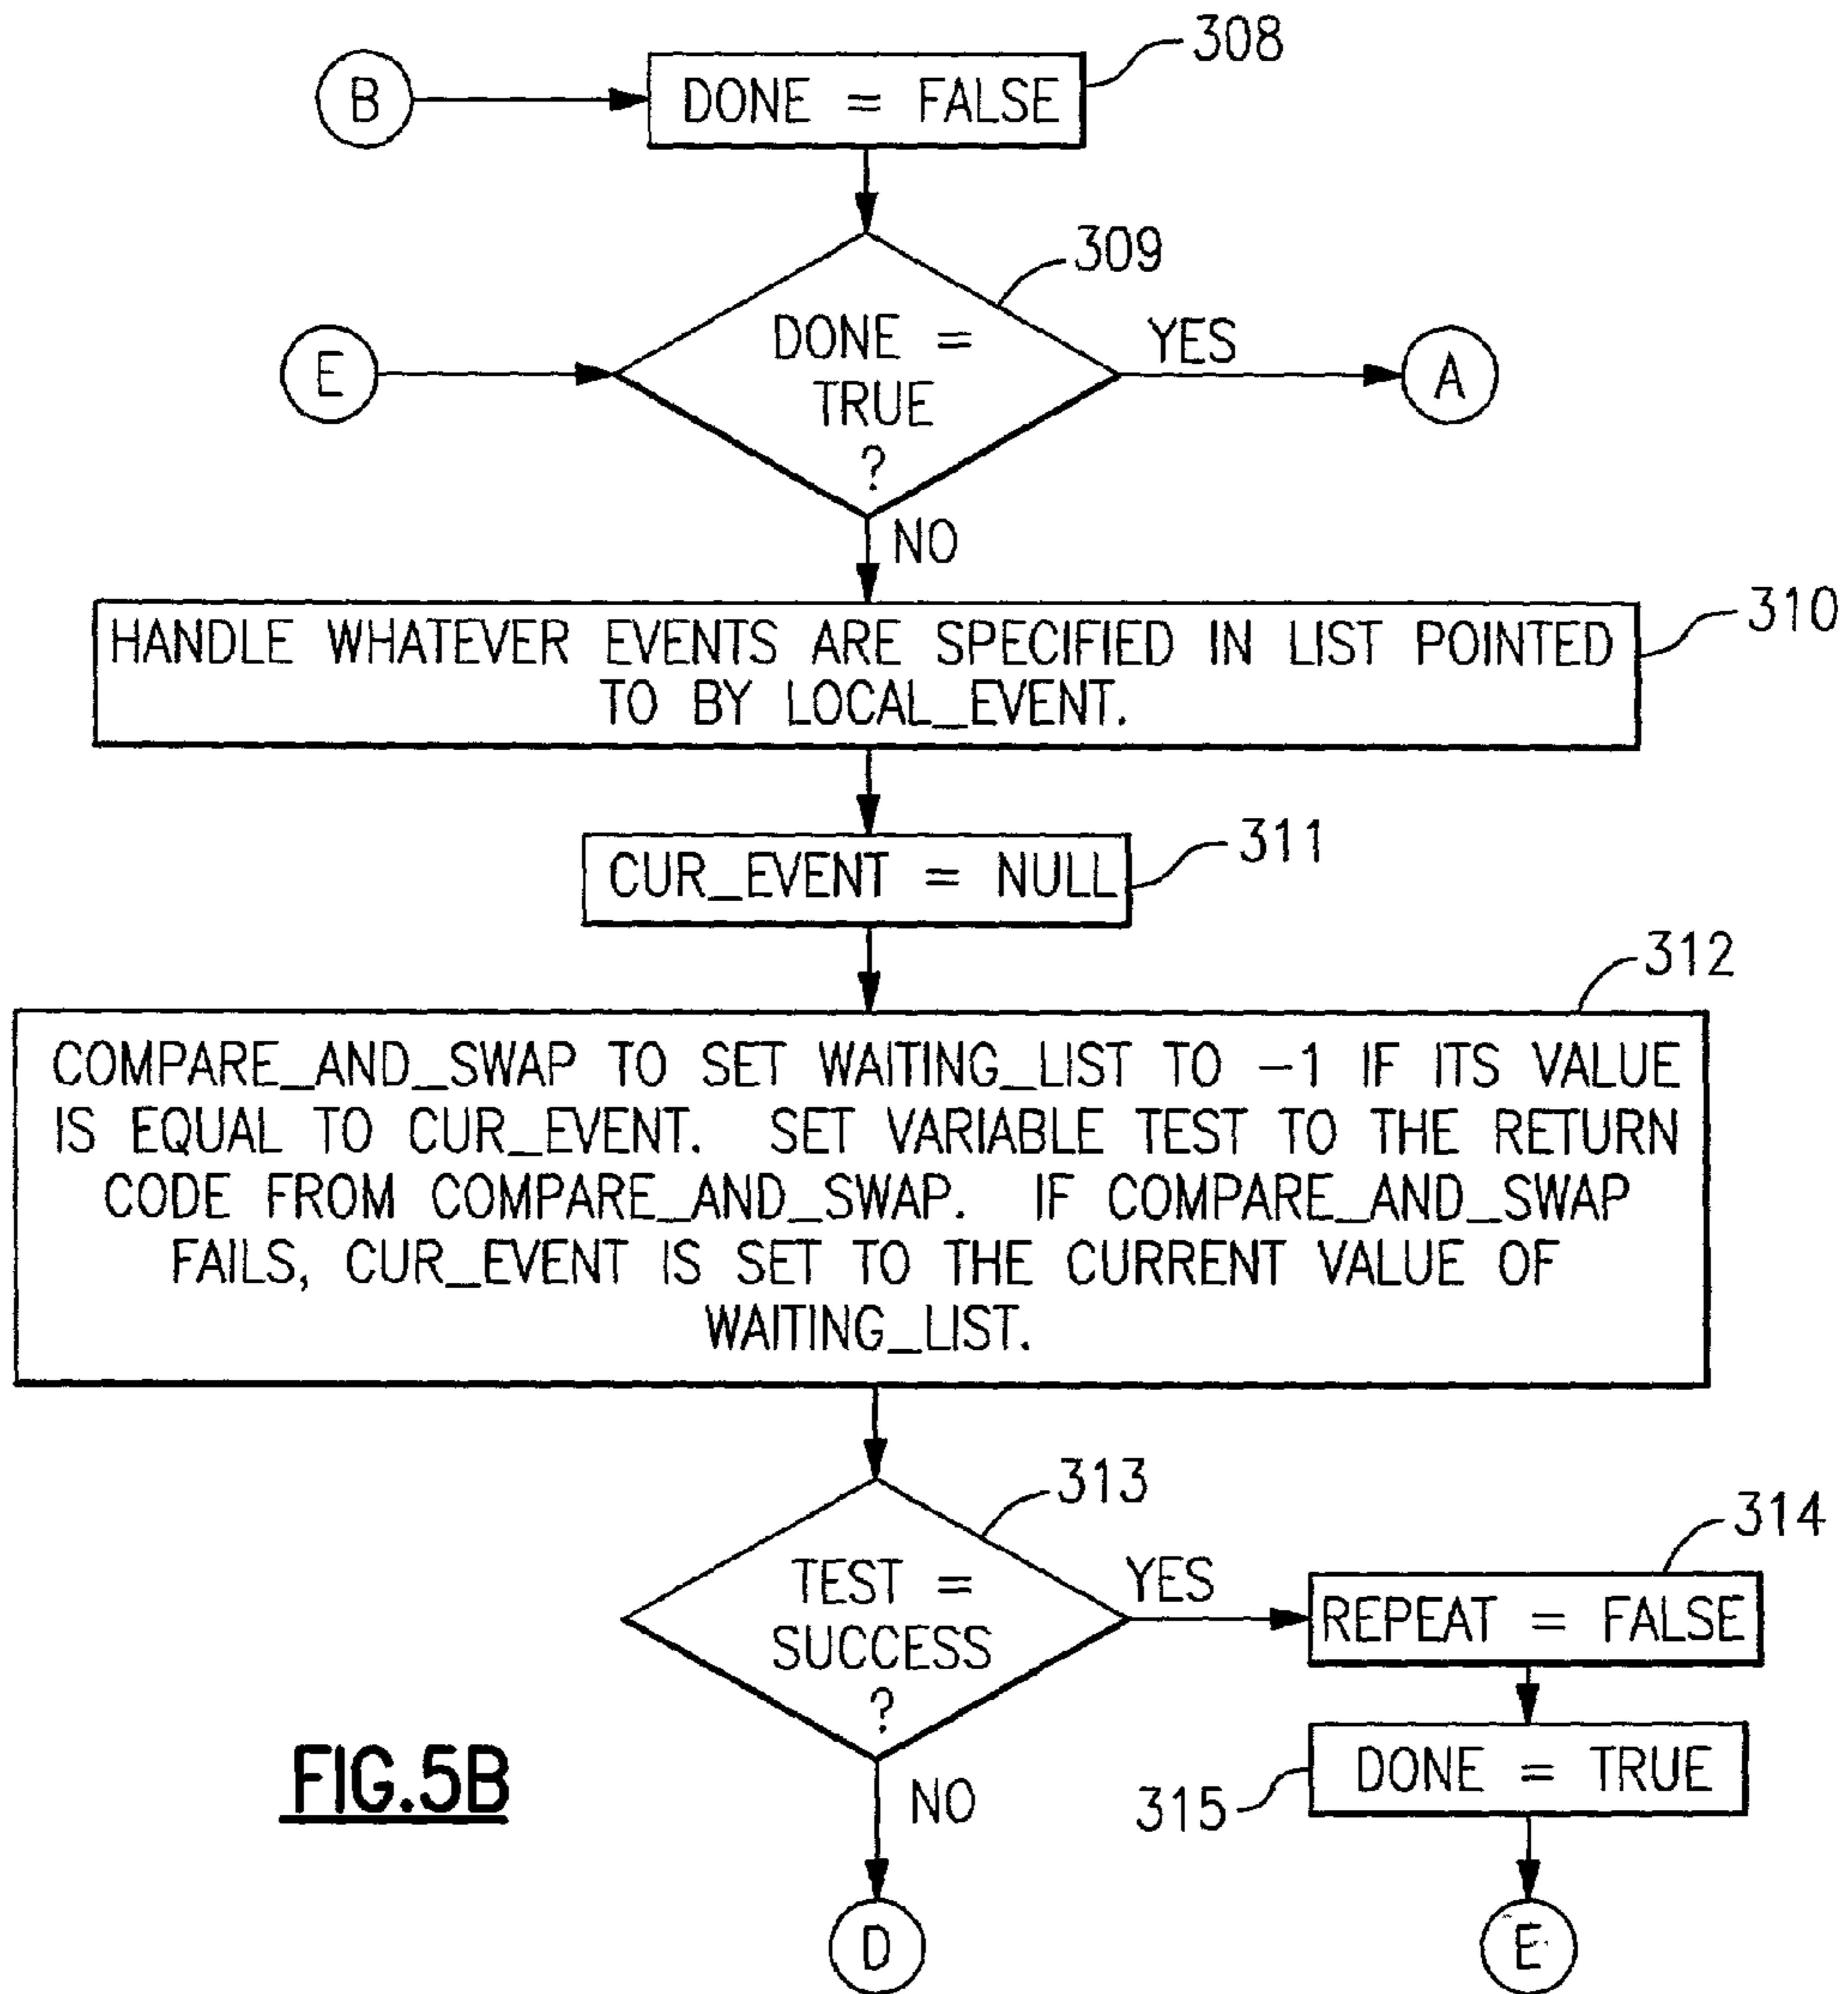 308
B
DONE = FALSE
309
DONE =
TRUE
?
YES
E
A
NO
310
HANDLE WHATEVER EVENTS ARE SPECIFIED IN LIST POINTED
TO BY LOCAL_EVENT.
311
CUR_EVENT = NULL
312
COMPARE_AND_SWAP TO SET WAITING_LIST TO -1 IF ITS VALUE
IS EQUAL TO CUR_EVENT. SET VARIABLE TEST TO THE RETURN
CODE FROM COMPARE_AND_SWAP. IF COMPARE_AND_SWAP
FAILS, CUR_EVENT IS SET TO THE CURRENT VALUE OF
WAITING_LIST.
313
314
TEST =
SUCCESS
?
YES
REPEAT = FALSE
DONE = TRUE
315
NO
FIG.5B
D
E